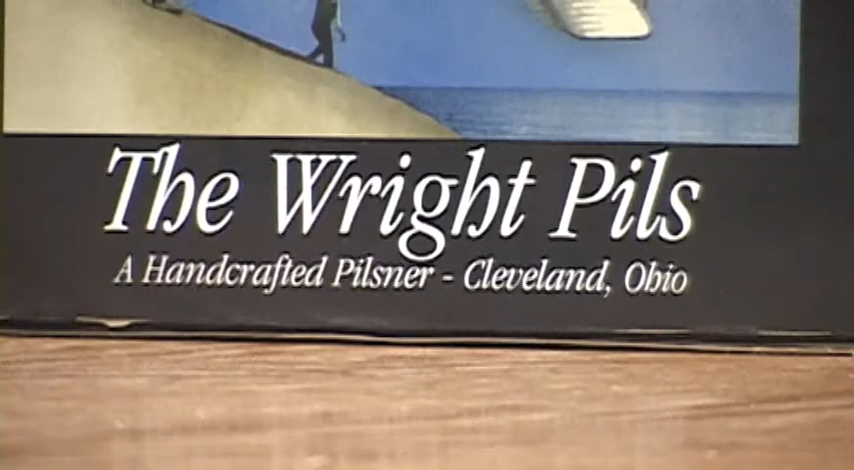 The Wright Pils
A Handcrafted Pilsner - Cleveland, Ohio